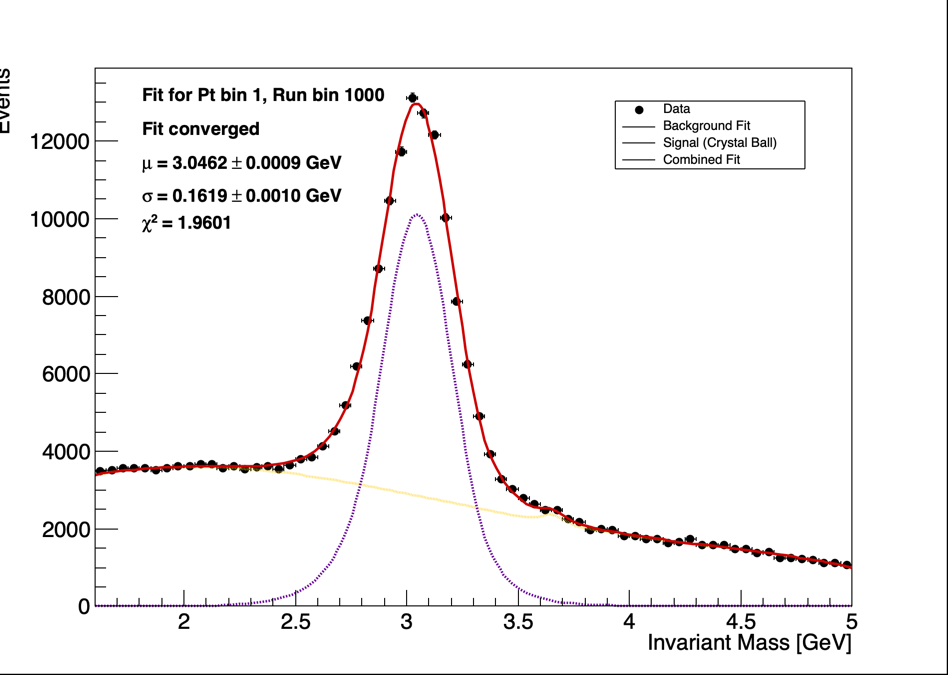 Events
Fit for Pt bin 1, Run bin 1000
Fit converged
μ = 3.0462 ± 0.0009 GeV
σ = 0.1619 ± 0.0010 GeV
χ² = 1.9601
Data
Background Fit
Signal (Crystal Ball)
Combined Fit
12000
10000
8000
6000
4000
2000
0
2 2.5 3 3.5 4 4.5 5
Invariant Mass [GeV]